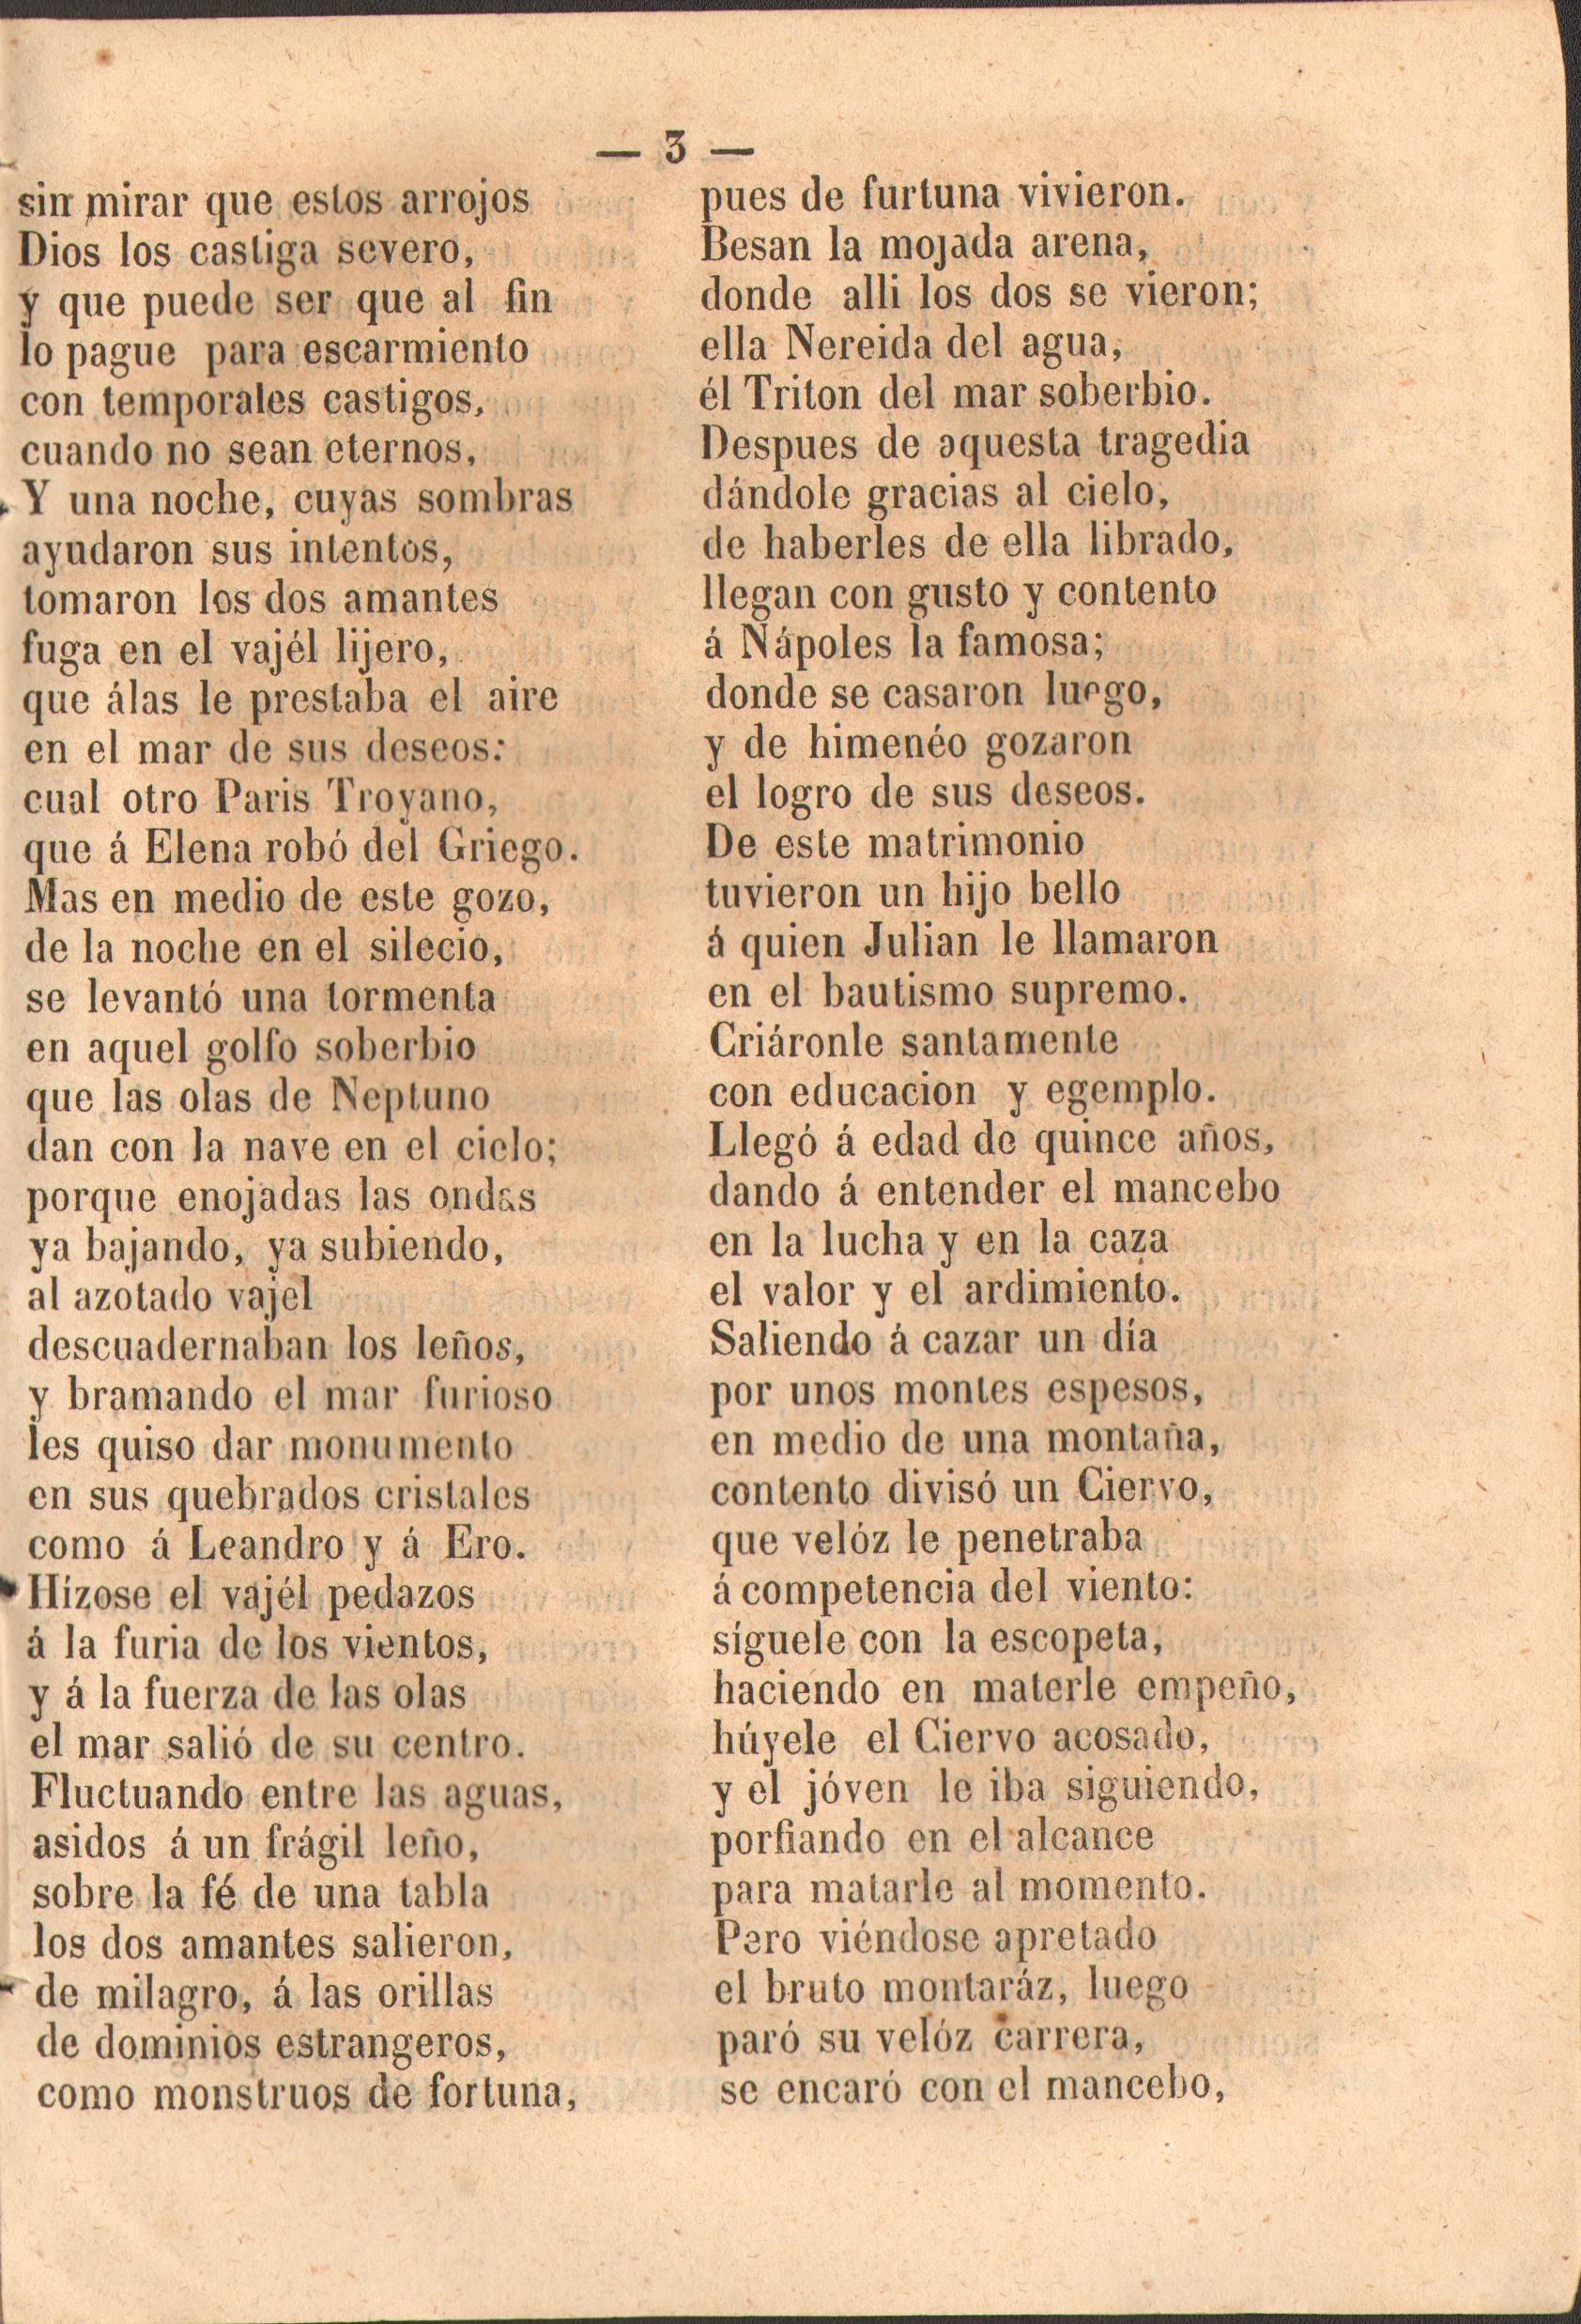 — 3 —
sin mirar que estos arrojos
Dios los castiga severo,
y que puede ser que al fin
lo pague para escarmiento
con temporales castigos,
cuando no sean eternos,
Y una noche, cuyas sombras
ayudaron sus intentos,
tomaron los dos amantes
fuga en el vajél lijero,
que álas le prestaba el aire
en el mar de sus deseos:
cual otro Paris Troyano,
que á Elena robó del Griego.
Mas en medio de este gozo,
de la noche en el silecio,
se levantó una tormenta
en aquel golfo soberbio
que las olas de Neptuno
dan con la nave en el cielo;
porque enojadas las ondas
ya bajando, ya subiendo,
al azotado vajel
descuadernaban los leños,
y bramando el mar furioso
les quiso dar monumento
en sus quebrados cristales
como á Leandro y á Ero.
Hízose el vajél pedazos
á la furia de los vientos,
y á la fuerza de las olas
el mar salió de su centro.
Fluctuando entre las aguas,
asidos á un frágil leño,
sobre la fé de una tabla
los dos amantes salieron,
de milagro, á las orillas
de dominios estrangeros,
como monstruos de fortuna,
pues de furtuna vivieron.
Besan la mojada arena,
donde alli los dos se vieron;
ella Nereida del agua,
él Triton del mar soberbio.
Despues de aquesta tragedia
dándole gracias al cielo,
de haberles de ella librado,
llegan con gusto y contento
á Nápoles la famosa;
donde se casaron luego,
y de himenéo gozaron
el logro de sus deseos.
De este matrimonio
tuvieron un hijo bello
á quien Julian le llamaron
en el bautismo supremo.
Criáronle santamente
con educacion y egemplo.
Llegó á edad de quince años,
dando á entender el mancebo
en la lucha y en la caza
el valor y el ardimiento.
Saliendo á cazar un día
por unos montes espesos,
en medio de una montaña,
contento divisó un Ciervo,
que velóz le penetraba
á competencia del viento:
síguele con la escopeta,
haciendo en materle empeño,
húyele el Ciervo acosado,
y el jóven le iba siguiendo,
porfiando en el alcance
para matarle al momento.
Pero viéndose apretado
el bruto montaráz, luego
paró su velóz carrera,
se encaró con el mancebo,